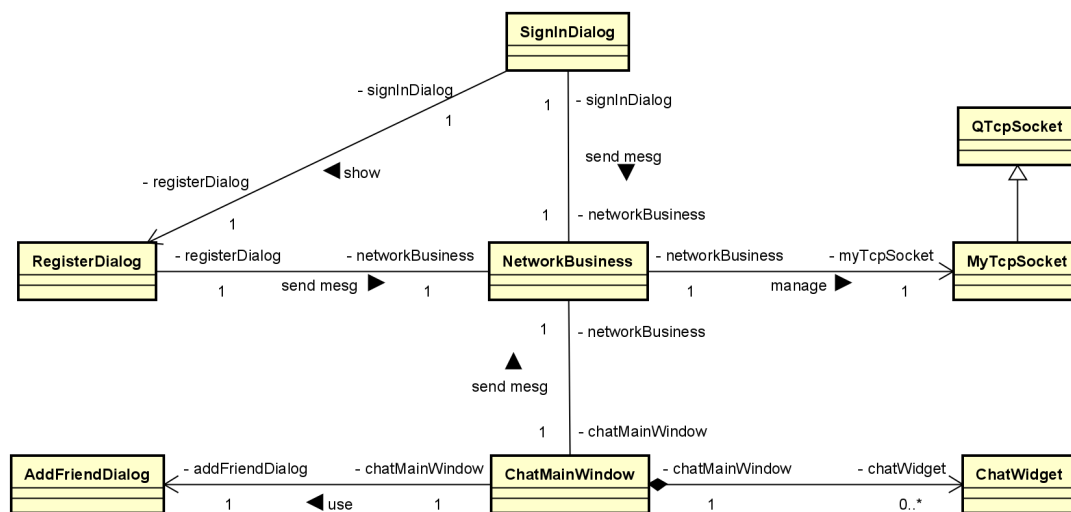 SignInDialog
- signInDialog
1
1
- signInDialog
QTcpSocket
send mesg
show
- registerDialog
1
1
- networkBusiness
RegisterDialog
- registerDialog
- networkBusiness
NetworkBusiness
- networkBusiness
- myTcpSocket
MyTcpSocket
1
send mesg
1
1
manage
1
1
- networkBusiness
send mesg
1
- chatMainWindow
AddFriendDialog
- addFriendDialog
- chatMainWindow
ChatMainWindow
- chatMainWindow
- chatWidget
ChatWidget
1
use
1
1
0..*